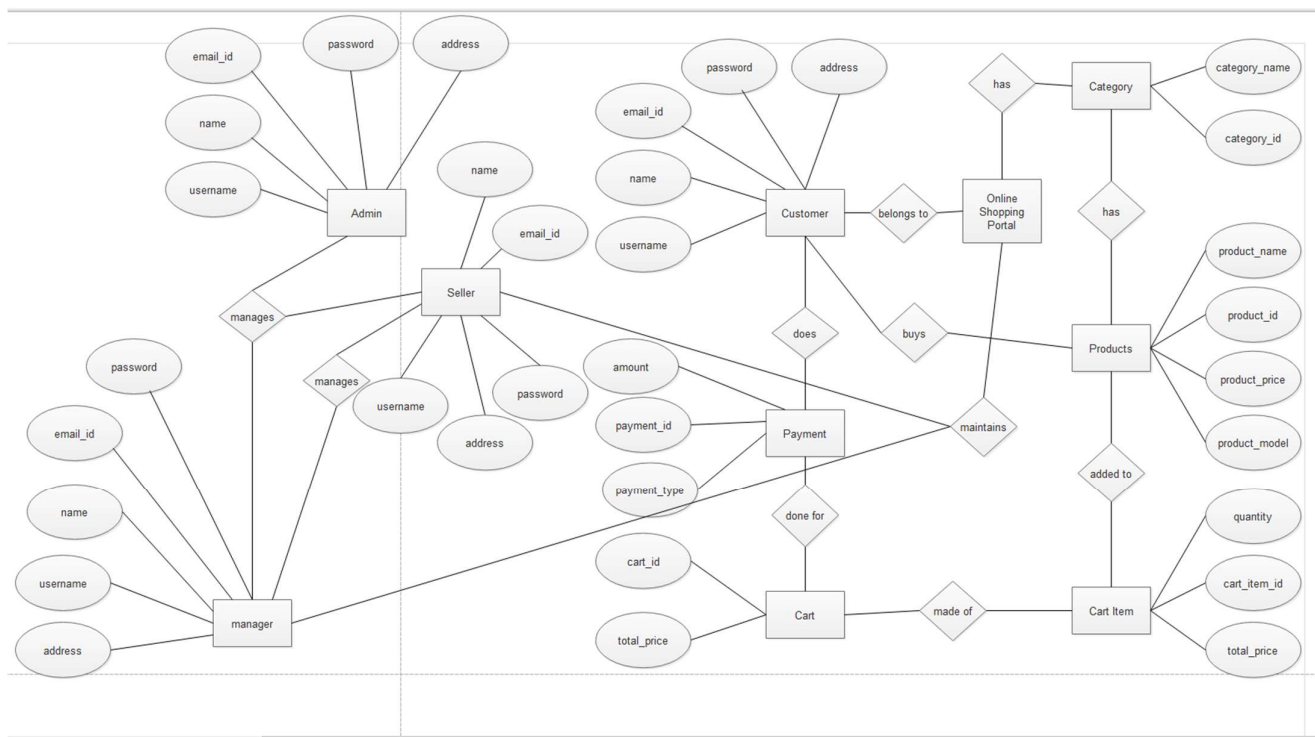 password
address
email_id
name
username
Admin
name
email_id
Seller
manages
manages
username
password
address
password
email_id
name
username
address
manager
password
address
email_id
name
username
Customer
belongs to
Online
Shopping
Portal
has
Category
category_name
category_id
has
does
buys
Products
product_name
product_id
product_price
product_model
amount
payment_id
payment_type
Payment
maintains
added to
done for
cart_id
total_price
Cart
made of
Cart Item
quantity
cart_item_id
total_price